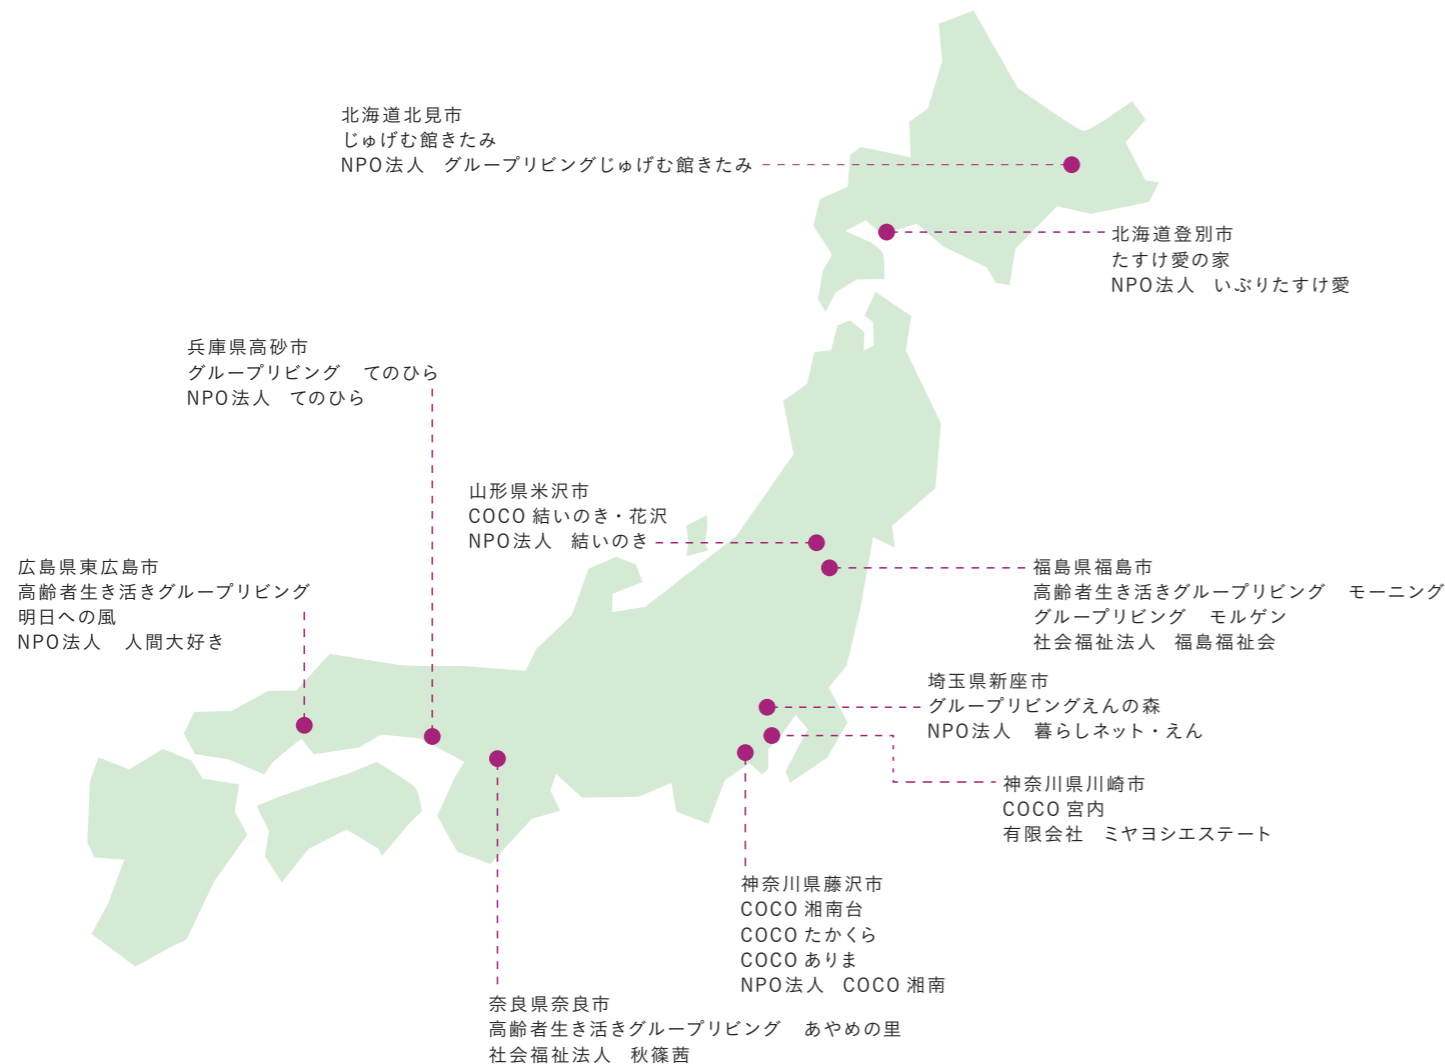 北海道北見市
じゅげむ館きたみ
NPO法人　グループリビングじゅげむ館きたみ
北海道登別市
たすけ愛の家
NPO法人　いぶりたすけ愛
兵庫県高砂市
グループリビング　てのひら
NPO法人　てのひら
山形県米沢市
COCO 結いのき・花沢
NPO法人　結いのき
広島県東広島市
高齢者生き活きグループリビング
明日への風
NPO法人　人間大好き
福島県福島市
高齢者生き活きグループリビング　モーニング
グループリビング　モルゲン
社会福祉法人　福島福祉会
埼玉県新座市
グループリビングえんの森
NPO法人　暮らしネット・えん
神奈川県川崎市
COCO 宮内
有限会社　ミヤヨシエステート
神奈川県藤沢市
COCO 湘南台
COCO たかくら
COCO ありま
NPO法人　COCO 湘南
奈良県奈良市
高齢者生き活きグループリビング　あやめの里
社会福祉法人　秋篠茜